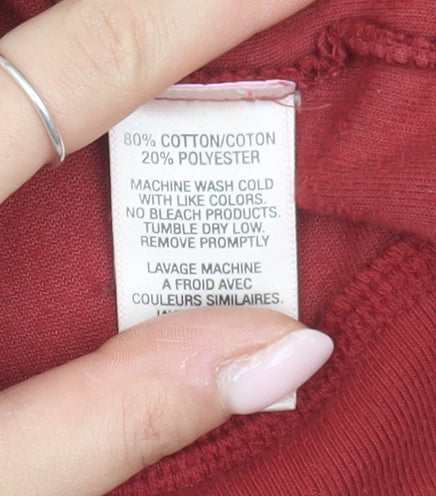 80% COTTON/COTON
20% POLYESTER
MACHINE WASH COLD
WITH LIKE COLORS.
NO BLEACH PRODUCTS.
TUMBLE DRY LOW.
REMOVE PROMPTLY
LAVAGE MACHINE
A FROID AVEC
COULEURS SIMILAIRES.